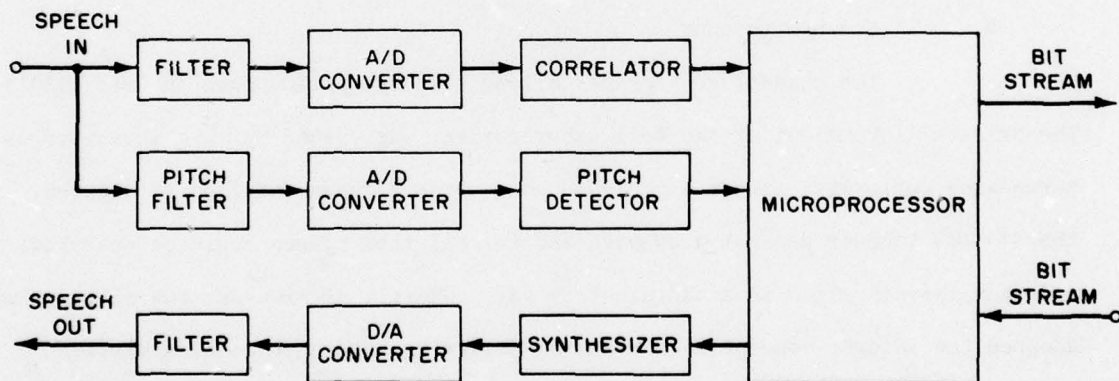 SPEECH
IN
FILTER
A/D
CONVERTER
CORRELATOR
BIT
STREAM
PITCH
FILTER
A/D
CONVERTER
PITCH
DETECTOR
MICROPROCESSOR
SPEECH
OUT
FILTER
D/A
CONVERTER
SYNTHESIZER
BIT
STREAM